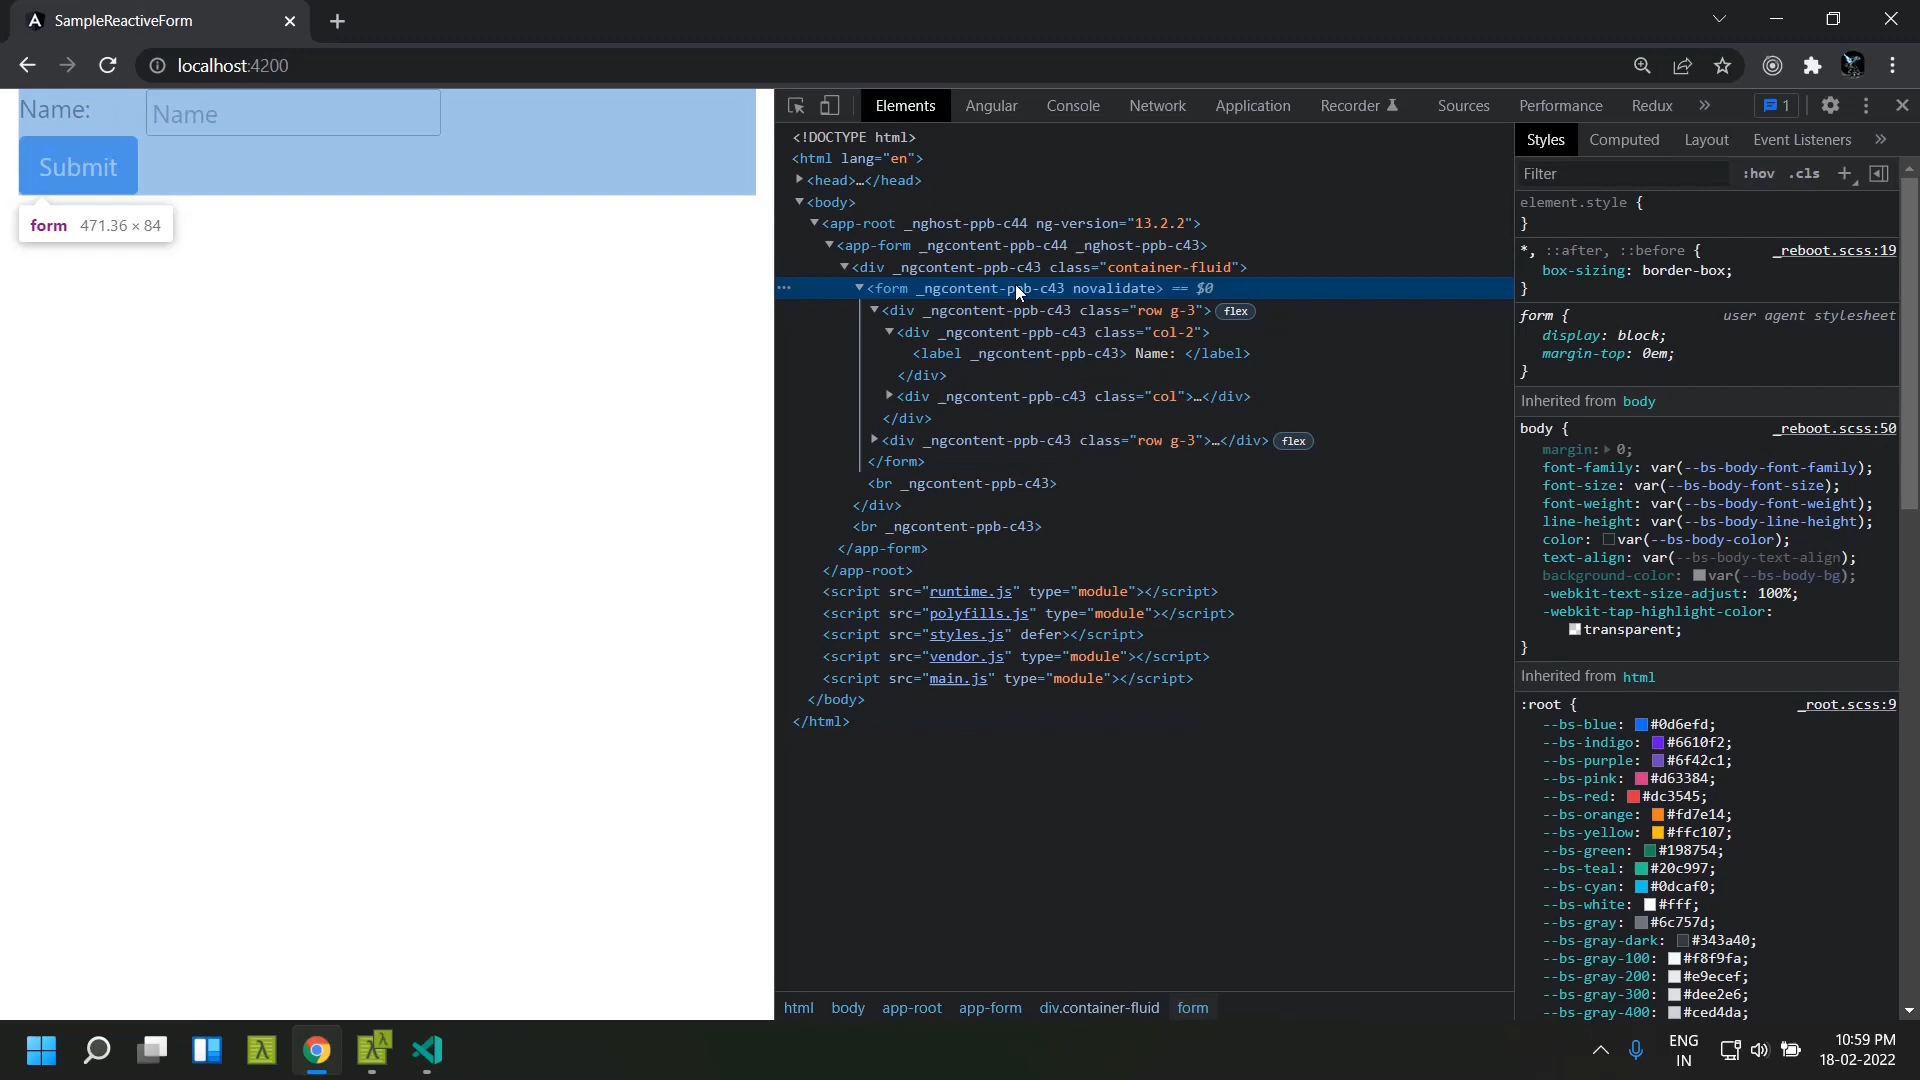 SampleReactiveForm
localhost:4200
Name:
Name
Submit
form 471.36 × 84
Elements Angular Console Network Application Recorder Sources Performance Redux » 1
<!DOCTYPE html>
<html lang="en">
<head>…</head>
<body>
<app-root _nghost-ppb-c44 ng-version="13.2.2">
<app-form _ngcontent-ppb-c44 _nghost-ppb-c43>
<div _ngcontent-ppb-c43 class="container-fluid">
<form _ngcontent-ppb-c43 novalidate> == $0
<div _ngcontent-ppb-c43 class="row g-3"> flex
<div _ngcontent-ppb-c43 class="col-2">
<label _ngcontent-ppb-c43> Name: </label>
</div>
<div _ngcontent-ppb-c43 class="col">…</div>
</div>
<div _ngcontent-ppb-c43 class="row g-3">…</div> flex
</form>
<br _ngcontent-ppb-c43>
</div>
<br _ngcontent-ppb-c43>
</app-form>
</app-root>
<script src="runtime.js" type="module"></script>
<script src="polyfills.js" type="module"></script>
<script src="styles.js" defer></script>
<script src="vendor.js" type="module"></script>
<script src="main.js" type="module"></script>
</body>
</html>
html body app-root app-form div.container-fluid form
Styles Computed Layout Event Listeners »
Filter :hov .cls +
element.style {
}
*, ::after, ::before { _reboot.scss:19
box-sizing: border-box;
}
form { user agent stylesheet
display: block;
margin-top: 0em;
}
Inherited from body
body { _reboot.scss:50
margin: 0;
font-family: var(--bs-body-font-family);
font-size: var(--bs-body-font-size);
font-weight: var(--bs-body-font-weight);
line-height: var(--bs-body-line-height);
color: var(--bs-body-color);
text-align: var(--bs-body-text-align);
background-color: var(--bs-body-bg);
-webkit-text-size-adjust: 100%;
-webkit-tap-highlight-color:
transparent;
}
Inherited from html
:root { _root.scss:9
--bs-blue: #0d6efd;
--bs-indigo: #6610f2;
--bs-purple: #6f42c1;
--bs-pink: #d63384;
--bs-red: #dc3545;
--bs-orange: #fd7e14;
--bs-yellow: #ffc107;
--bs-green: #198754;
--bs-teal: #20c997;
--bs-cyan: #0dcaf0;
--bs-white: #fff;
--bs-gray: #6c757d;
--bs-gray-dark: #343a40;
--bs-gray-100: #f8f9fa;
--bs-gray-200: #e9ecef;
--bs-gray-300: #dee2e6;
--bs-gray-400: #ced4da;
ENG
IN
10:59 PM
18-02-2022